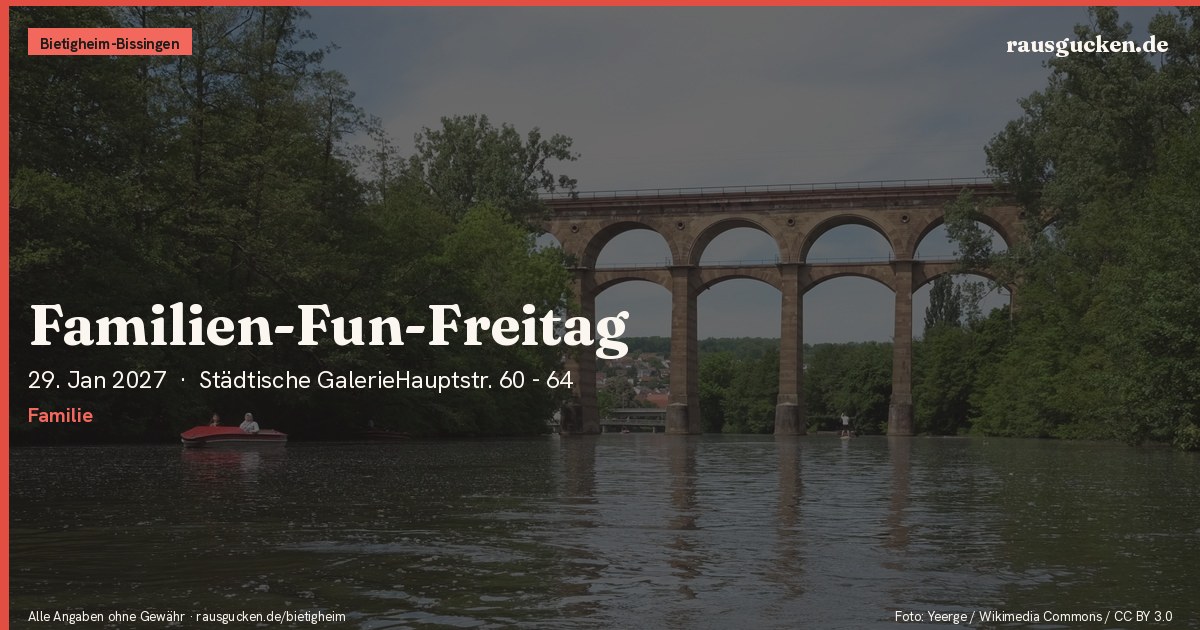 Bietigheim-Bissingen
rausgucken.de
Familien-Fun-Freitag
29. Jan 2027 · Städtische GalerieHauptstr. 60 - 64
Familie
Alle Angaben ohne Gewähr · rausgucken.de/bietigheim
Foto: Yeerge / Wikimedia Commons / CC BY 3.0